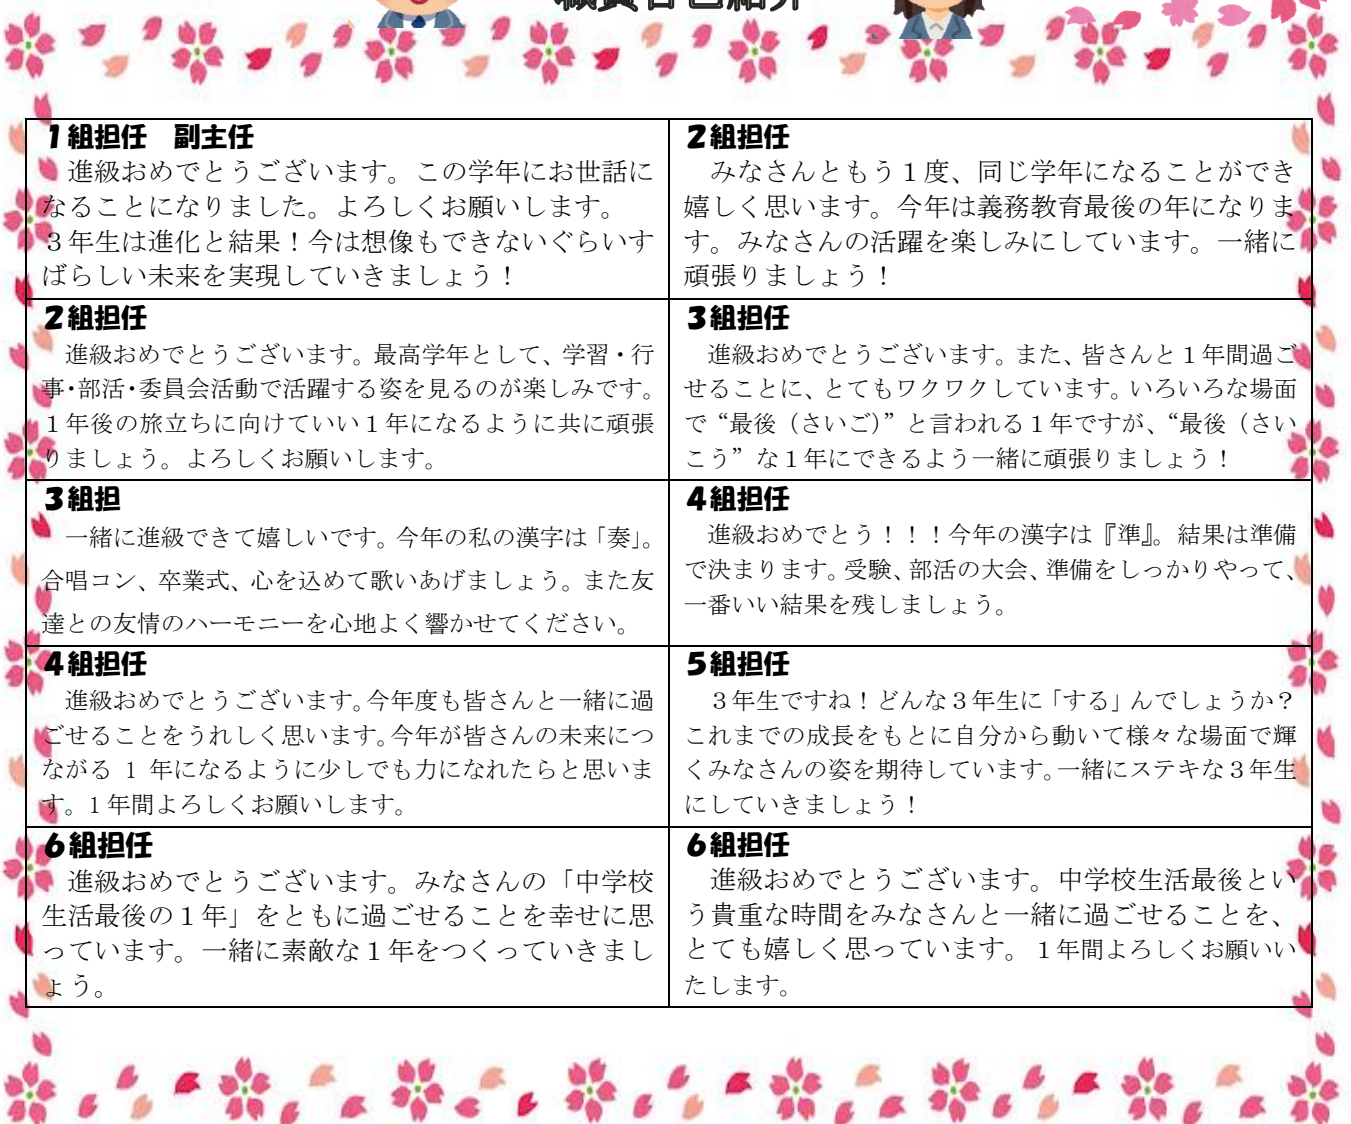 職員自己紹介
1組担任　副主任
進級おめでとうございます。この学年にお世話に
なることになりました。よろしくお願いします。
３年生は進化と結果！今は想像もできないぐらいす
ばらしい未来を実現していきましょう！
2組担任
みなさんともう１度、同じ学年になることができ
嬉しく思います。今年は義務教育最後の年になりま
す。みなさんの活躍を楽しみにしています。一緒に
頑張りましょう！
2組担任
進級おめでとうございます。最高学年として、学習・行
事・部活・委員会活動で活躍する姿を見るのが楽しみです。
１年後の旅立ちに向けていい１年になるように共に頑張
りましょう。よろしくお願いします。
3組担任
進級おめでとうございます。また、皆さんと１年間過ご
せることに、とてもワクワクしています。いろいろな場面
で“最後（さいご）”と言われる１年ですが、“最後（さい
こう”な１年にできるよう一緒に頑張りましょう！
3組担
一緒に進級できて嬉しいです。今年の私の漢字は「奏」。
合唱コン、卒業式、心を込めて歌いあげましょう。また友
達との友情のハーモニーを心地よく響かせてください。
4組担任
進級おめでとう！！！今年の漢字は『準』。結果は準備
で決まります。受験、部活の大会、準備をしっかりやって、
一番いい結果を残しましょう。
4組担任
進級おめでとうございます。今年度も皆さんと一緒に過
ごせることをうれしく思います。今年が皆さんの未来につ
ながる 1 年になるように少しでも力になれたらと思いま
す。1 年間よろしくお願いします。
5組担任
３年生ですね！どんな３年生に「する」んでしょうか？
これまでの成長をもとに自分から動いて様々な場面で輝
くみなさんの姿を期待しています。一緒にステキな３年生
にしていきましょう！
6組担任
進級おめでとうございます。みなさんの「中学校
生活最後の１年」をともに過ごせることを幸せに思
っています。一緒に素敵な１年をつくっていきまし
ょう。
6組担任
進級おめでとうございます。中学校生活最後とい
う貴重な時間をみなさんと一緒に過ごせることを、
とても嬉しく思っています。１年間よろしくお願いい
たします。